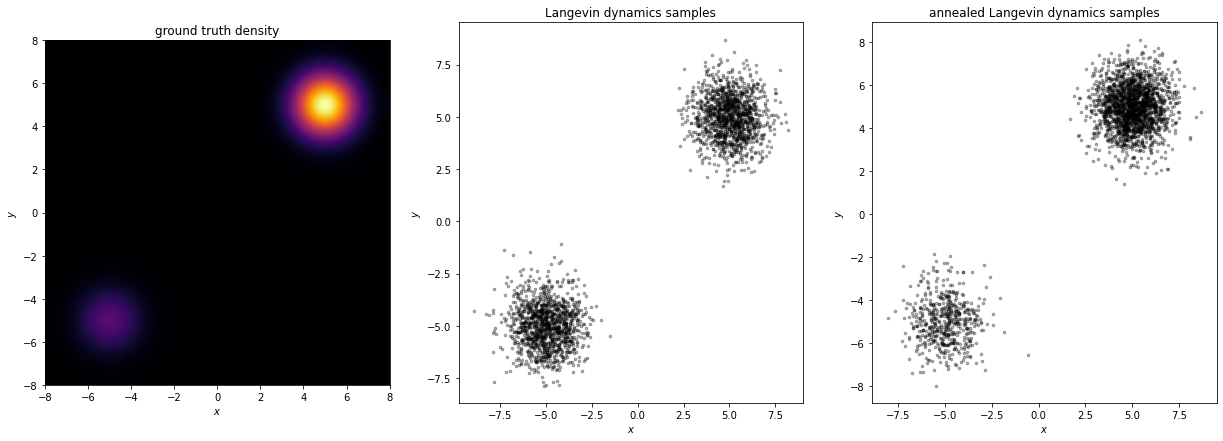 ground truth density
8
6
4
2
0
−2
−4
−6
−8
y
−8 −6 −4 −2 0 2 4 6 8
x
Langevin dynamics samples
7.5
5.0
2.5
0.0
−2.5
−5.0
−7.5
y
−7.5 −5.0 −2.5 0.0 2.5 5.0 7.5
x
annealed Langevin dynamics samples
8
6
4
2
0
−2
−4
−6
−8
y
−7.5 −5.0 −2.5 0.0 2.5 5.0 7.5
x